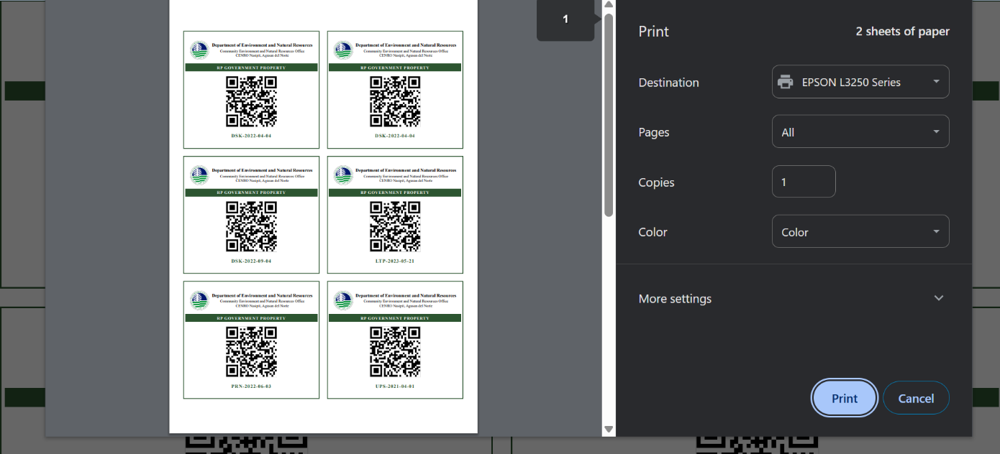 1
Department of Environment and Natural Resources
Community Environment and Natural Resources Office
CENRO Nasipit, Agusan del Norte
RP GOVERNMENT PROPERTY
DSK-2022-04-04
Department of Environment and Natural Resources
Community Environment and Natural Resources Office
CENRO Nasipit, Agusan del Norte
RP GOVERNMENT PROPERTY
DSK-2022-04-04
Department of Environment and Natural Resources
Community Environment and Natural Resources Office
CENRO Nasipit, Agusan del Norte
RP GOVERNMENT PROPERTY
DSK-2022-09-04
Department of Environment and Natural Resources
Community Environment and Natural Resources Office
CENRO Nasipit, Agusan del Norte
RP GOVERNMENT PROPERTY
LTP-2023-05-21
Department of Environment and Natural Resources
Community Environment and Natural Resources Office
CENRO Nasipit, Agusan del Norte
RP GOVERNMENT PROPERTY
PRN-2022-06-03
Department of Environment and Natural Resources
Community Environment and Natural Resources Office
CENRO Nasipit, Agusan del Norte
RP GOVERNMENT PROPERTY
UPS-2021-04-01
Print
2 sheets of paper
Destination
EPSON L3250 Series
Pages
All
Copies
1
Color
Color
More settings
Print
Cancel